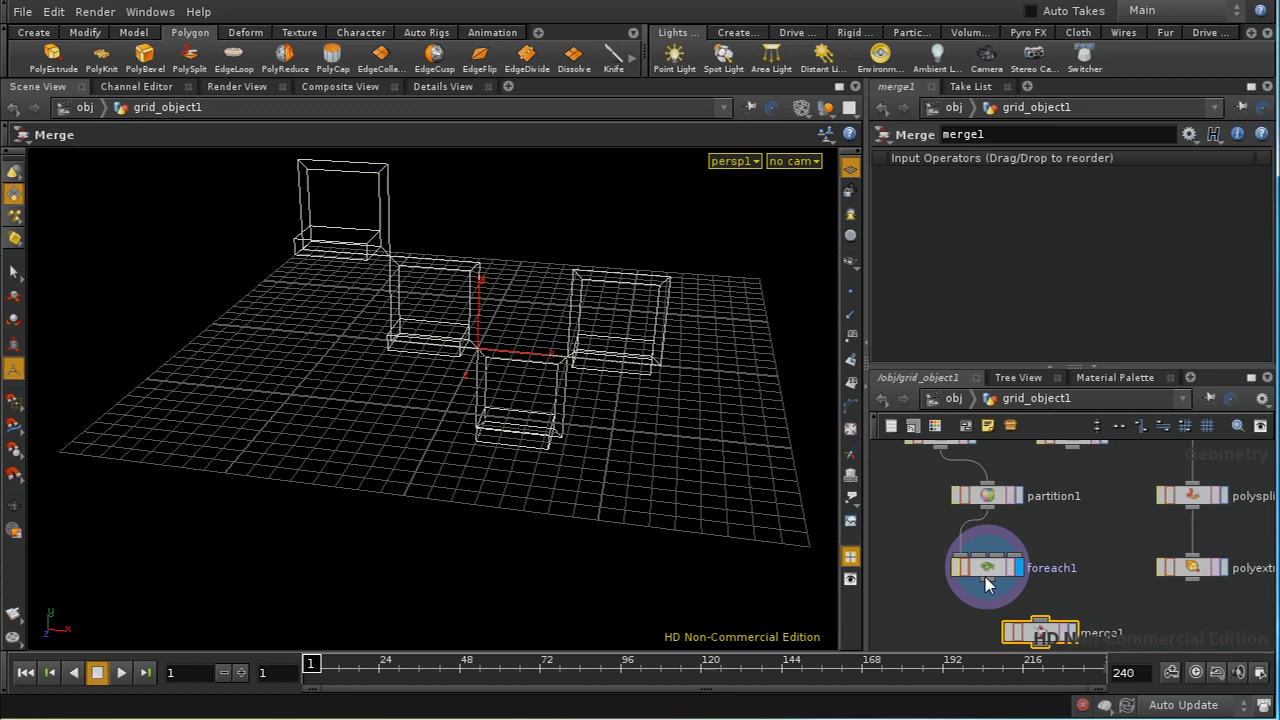 File Edit Render Windows Help Auto Takes Main
Create Modify Model Polygon Deform Texture Character Auto Rigs Animation Lights ... Create... Drive ... Rigid ... Partic... Volum... Pyro FX Cloth Wires Fur Drive ...
PolyExtrude PolyKnit PolyBevel PolySplit EdgeLoop PolyReduce PolyCap EdgeColla... EdgeCusp EdgeFlip EdgeDivide Dissolve Knife Point Light Spot Light Area Light Distant Li... Environm... Ambient L... Camera Stereo Ca... Switcher
Scene View Channel Editor Render View Composite View Details View merge1 Take List
obj grid_object1 obj grid_object1
Merge Merge merge1
persp1 no cam
Input Operators (Drag/Drop to reorder)
/obj/grid_object1 Tree View Material Palette
obj grid_object1
Geometry
partition1 polyspli
foreach1 polyext
merge1
HD Non-Commercial Edition
y
z x
1 24 48 72 96 120 144 168 192 216
1 1 240
Auto Update